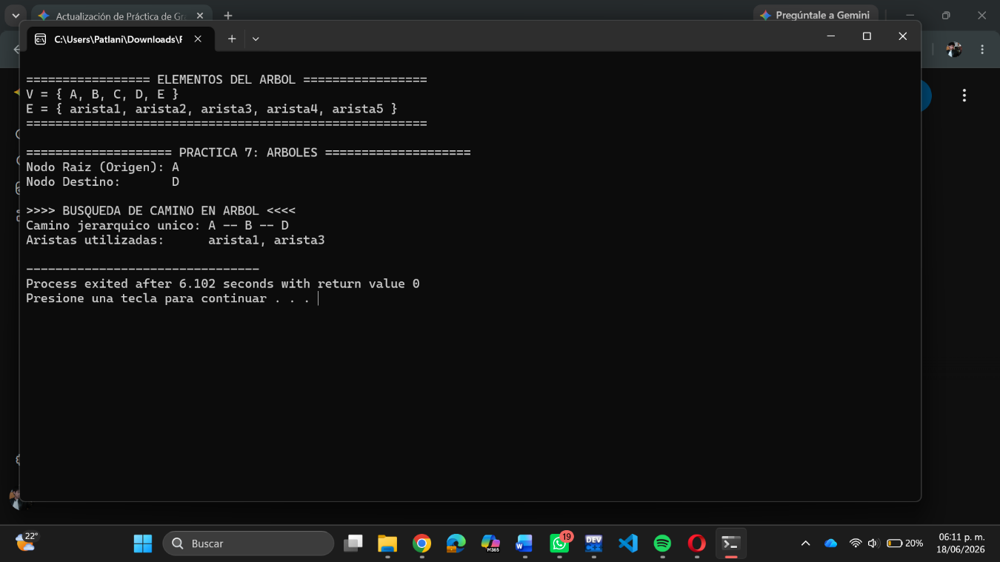 Actualización de Práctica de Gr
Pregúntale a Gemini
C:\Users\Patlani\Downloads\F
================= ELEMENTOS DEL ARBOL =================
V = { A, B, C, D, E }
E = { arista1, arista2, arista3, arista4, arista5 }
=======================================================
==================== PRACTICA 7: ARBOLES ====================
Nodo Raiz (Origen): A
Nodo Destino:       D
>>>> BUSQUEDA DE CAMINO EN ARBOL <<<<
Camino jerarquico unico: A -- B -- D
Aristas utilizadas:      arista1, arista3
--------------------------------
Process exited after 6.102 seconds with return value 0
Presione una tecla para continuar . . .
22°
Buscar
M365
W
19
DEV
C++
20%
06:11 p. m.
18/06/2026